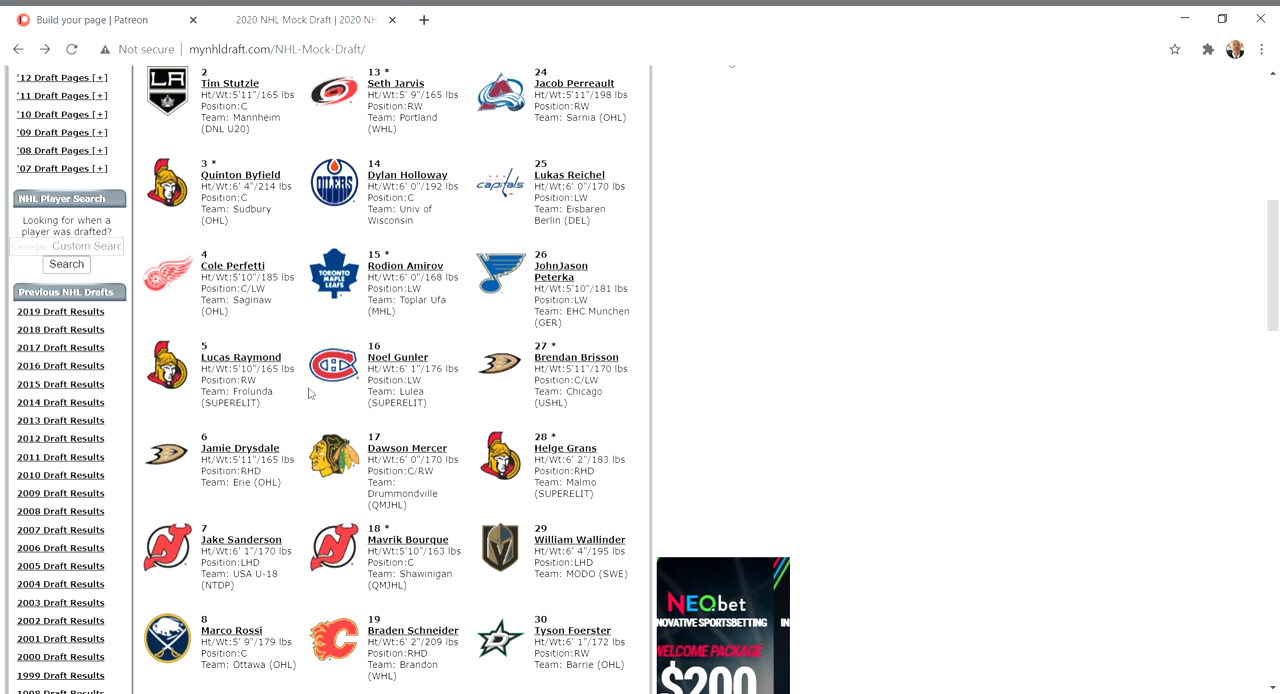 Build your page | Patreon
2020 NHL Mock Draft | 2020 NH
Not secure | mynhldraft.com/NHL-Mock-Draft/
'12 Draft Pages [+]
'11 Draft Pages [+]
'10 Draft Pages [+]
'09 Draft Pages [+]
'08 Draft Pages [+]
'07 Draft Pages [+]
NHL Player Search
Looking for when a
player was drafted?
Google Custom Searc
Search
Previous NHL Drafts
2019 Draft Results
2018 Draft Results
2017 Draft Results
2016 Draft Results
2015 Draft Results
2014 Draft Results
2013 Draft Results
2012 Draft Results
2011 Draft Results
2010 Draft Results
2009 Draft Results
2008 Draft Results
2007 Draft Results
2006 Draft Results
2005 Draft Results
2004 Draft Results
2003 Draft Results
2002 Draft Results
2001 Draft Results
2000 Draft Results
1999 Draft Results
1998 Draft Results
LA
2
Tim Stutzle
Ht/Wt:5'11"/165 lbs
Position:C
Team: Mannheim
(DNL U20)
3 *
Quinton Byfield
Ht/Wt:6' 4"/214 lbs
Position:C
Team: Sudbury
(OHL)
4
Cole Perfetti
Ht/Wt:5'10"/185 lbs
Position:C/LW
Team: Saginaw
(OHL)
5
Lucas Raymond
Ht/Wt:5'10"/165 lbs
Position:RW
Team: Frolunda
(SUPERELIT)
6
Jamie Drysdale
Ht/Wt:5'11"/165 lbs
Position:RHD
Team: Erie (OHL)
7
Jake Sanderson
Ht/Wt:6' 1"/170 lbs
Position:LHD
Team: USA U-18
(NTDP)
8
Marco Rossi
Ht/Wt:5' 9"/179 lbs
Position:C
Team: Ottawa (OHL)
13 *
Seth Jarvis
Ht/Wt:5' 9"/165 lbs
Position:RW
Team: Portland
(WHL)
OILERS
14
Dylan Holloway
Ht/Wt:6' 0"/192 lbs
Position:C
Team: Univ of
Wisconsin
TORONTO
MAPLE
LEAFS
15 *
Rodion Amirov
Ht/Wt:6' 0"/168 lbs
Position:LW
Team: Toplar Ufa
(MHL)
16
Noel Gunler
Ht/Wt:6' 1"/176 lbs
Position:LW
Team: Lulea
(SUPERELIT)
17
Dawson Mercer
Ht/Wt:6' 0"/170 lbs
Position:C/RW
Team:
Drummondville
(QMJHL)
18 *
Mavrik Bourque
Ht/Wt:5'10"/163 lbs
Position:C
Team: Shawinigan
(QMJHL)
19
Braden Schneider
Ht/Wt:6' 2"/209 lbs
Position:RHD
Team: Brandon
(WHL)
24
Jacob Perreault
Ht/Wt:5'11"/198 lbs
Position:RW
Team: Sarnia (OHL)
capitals
25
Lukas Reichel
Ht/Wt:6' 0"/170 lbs
Position:LW
Team: Eisbaren
Berlin (DEL)
26
JohnJason
Peterka
Ht/Wt:5'10"/181 lbs
Position:LW
Team: EHC Munchen
(GER)
27 *
Brendan Brisson
Ht/Wt:5'11"/170 lbs
Position:C/LW
Team: Chicago
(USHL)
28 *
Helge Grans
Ht/Wt:6' 2"/183 lbs
Position:RHD
Team: Malmo
(SUPERELIT)
29
William Wallinder
Ht/Wt:6' 4"/195 lbs
Position:LHD
Team: MODO (SWE)
30
Tyson Foerster
Ht/Wt:6' 1"/172 lbs
Position:RW
Team: Barrie (OHL)
NEO.bet
NOVATIVE SPORTSBETTING IN
WELCOME PACKAGE
$200